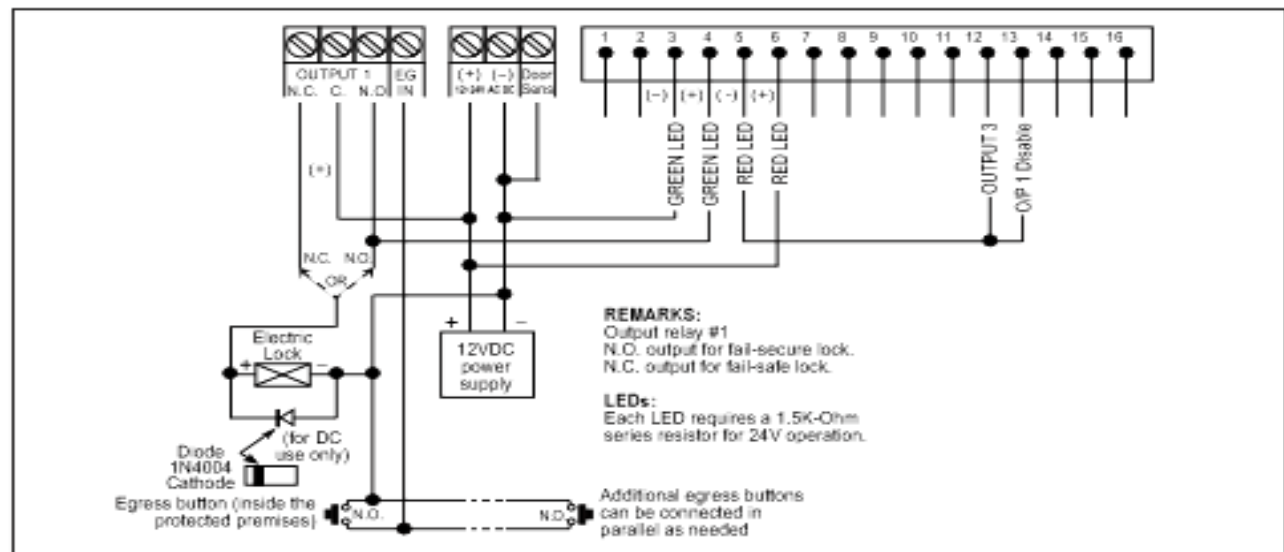 1 2 3 4 5 6 7 8 9 10 11 12 13 14 15 16
OUTPUT 1
N.C. C. N.O
EG
IN
(+) (−)
12-24V AC DC
Door
Sens
(−) (+) (−) (+)
GREEN LED
GREEN LED
RED LED
RED LED
OUTPUT 3
O/P 1 Disable
(+)
N.C. N.O.
OR
Electric
Lock
+ −
+ −
12VDC
power
supply
REMARKS:
Output relay #1
N.O. output for fail-secure lock.
N.C. output for fail-safe lock.
LEDs:
Each LED requires a 1.5K-Ohm
series resistor for 24V operation.
(for DC
use only)
Diode
1N4004
Cathode
Egress button (inside the
protected premises)
N.O.
N.O.
Additional egress buttons
can be connected in
parallel as needed